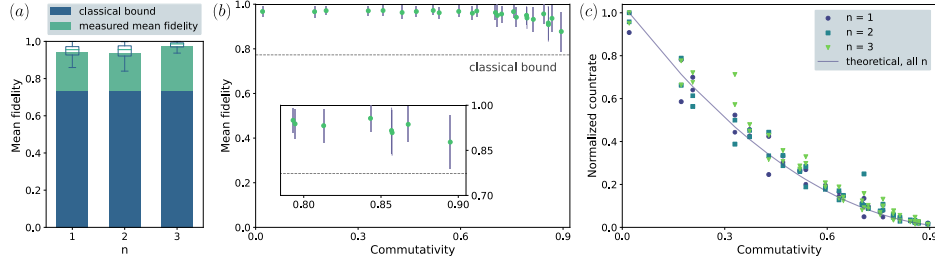 (a)
classical bound
measured mean fidelity
Mean fidelity
1.0
0.8
0.6
0.4
0.2
0.0
1
2
3
n
(b)
Mean fidelity
1.0
0.8
0.6
0.4
0.2
0.0
classical bound
1.00
0.85
0.70
0.80
0.85
0.90
0.0
0.3
0.6
0.9
Commutativity
(c)
Normalized countrate
1.0
0.8
0.6
0.4
0.2
0.0
n = 1
n = 2
n = 3
theoretical, all n
0.0
0.3
0.6
0.9
Commutativity